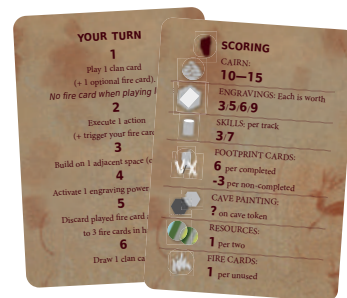 YOUR TURN
1
Play 1 clan card
(+ 1 optional fire card).
No fire card when playing
2
Execute 1 action
(+ trigger your fire card
3
Build on 1 adjacent space
4
Activate 1 engraving power
5
Discard played fire card
to 3 fire cards in
6
Draw 1 clan
SCORING
CAIRN:
10—15
ENGRAVINGS: Each is worth
3/5/6/9
SKILLS: per track
3/7
FOOTPRINT CARDS:
6 per completed
-3 per non-completed
VX
CAVE PAINTING:
? on cave token
RESOURCES:
1 per two
FIRE CARDS:
1 per unused